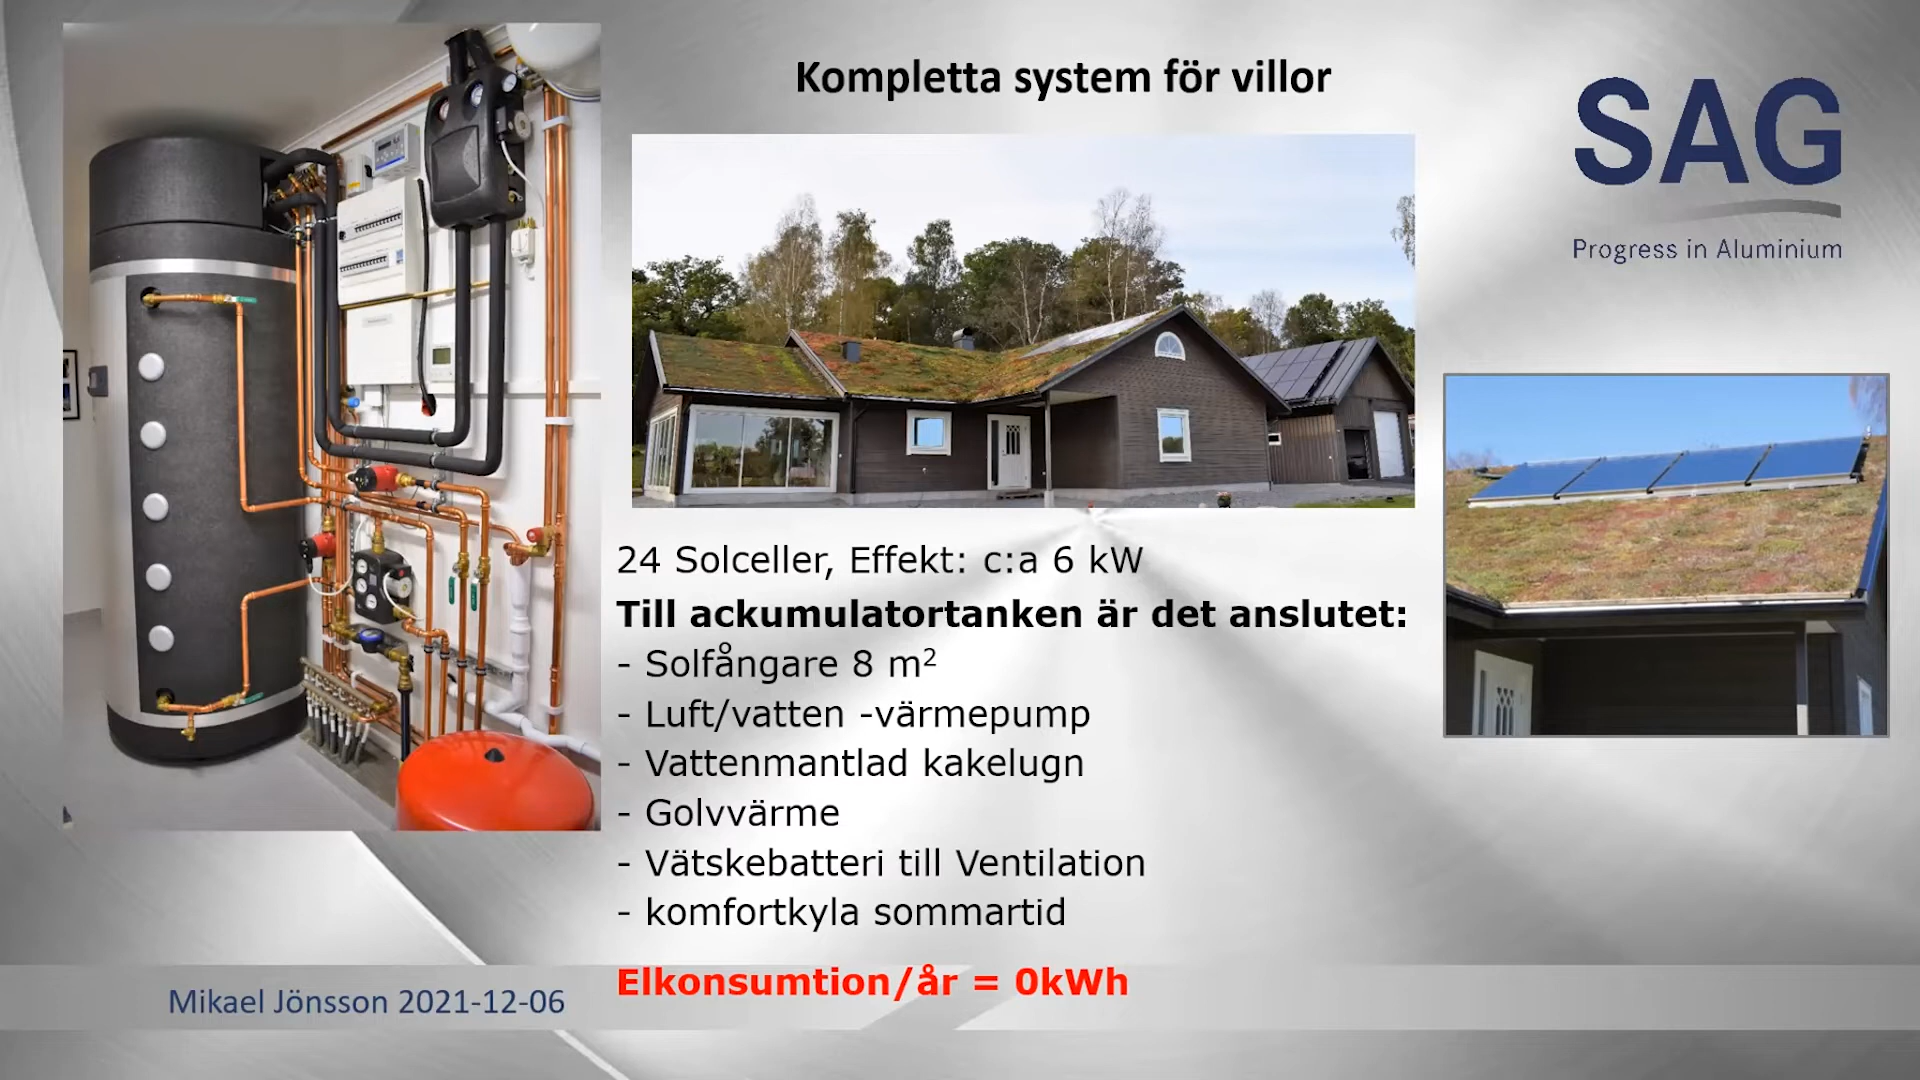 Kompletta system för villor
SAG
Progress in Aluminium
24 Solceller, Effekt: c:a 6 kW
Till ackumulatortanken är det anslutet:
- Solfångare 8 m²
- Luft/vatten -värmepump
- Vattenmantlad kakelugn
- Golvvärme
- Vätskebatteri till Ventilation
- komfortkyla sommartid
Elkonsumtion/år = 0kWh
Mikael Jönsson 2021-12-06